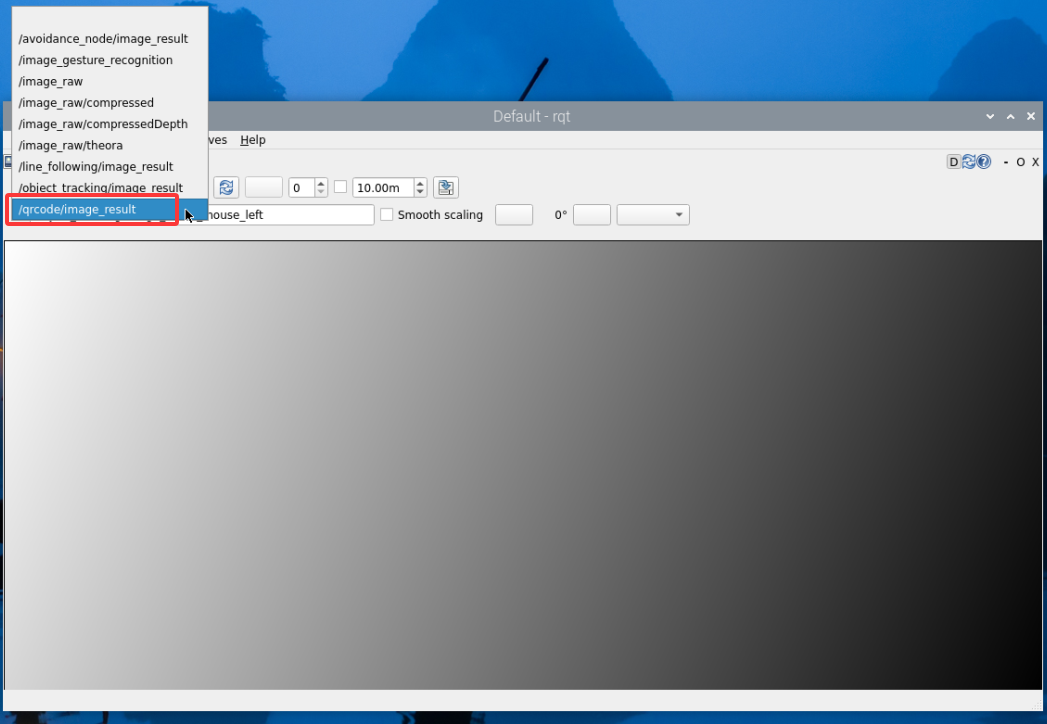 /avoidance_node/image_result
/image_gesture_recognition
/image_raw
/image_raw/compressed
/image_raw/compressedDepth
/image_raw/theora
/line_following/image_result
/object_tracking/image_result
/qrcode/image_result
Default - rqt
ves Help
D - O X
0 10.00m
_mouse_left Smooth scaling 0°